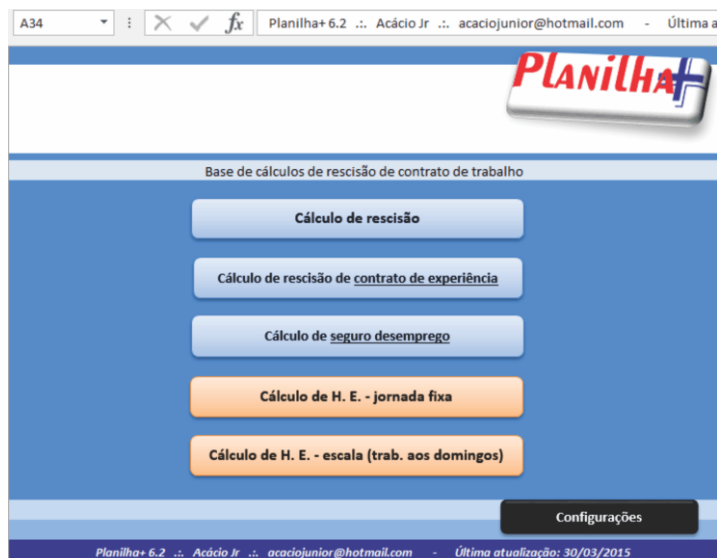 A34 fx Planilha+ 6.2 .:. Acácio Jr .:. acaciojunior@hotmail.com - Última a
PLANILHA+
Base de cálculos de rescisão de contrato de trabalho
Cálculo de rescisão
Cálculo de rescisão de contrato de experiência
Cálculo de seguro desemprego
Cálculo de H. E. - jornada fixa
Cálculo de H. E. - escala (trab. aos domingos)
Configurações
Planilha+ 6.2 .:. Acácio Jr .:. acaciojunior@hotmail.com - Última atualização: 30/03/2015